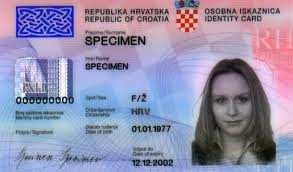 REPUBLIKA HRVATSKA
REPUBLIC OF CROATIA
OSOBNA ISKAZNICA
IDENTITY CARD
Prezime/Surname
SPECIMEN
Ime/Name
SPECIMEN
RH
000000000
Broj osobne iskaznice/
Identity card number
Spol/Sex
F/Ž
Državljanstvo
Citizenship
HRV
Datum rođenja
Date of birth
01.01.1977
Potpis/Signature
Vrijedi do
Date of expiry
12.12.2002
Specimen